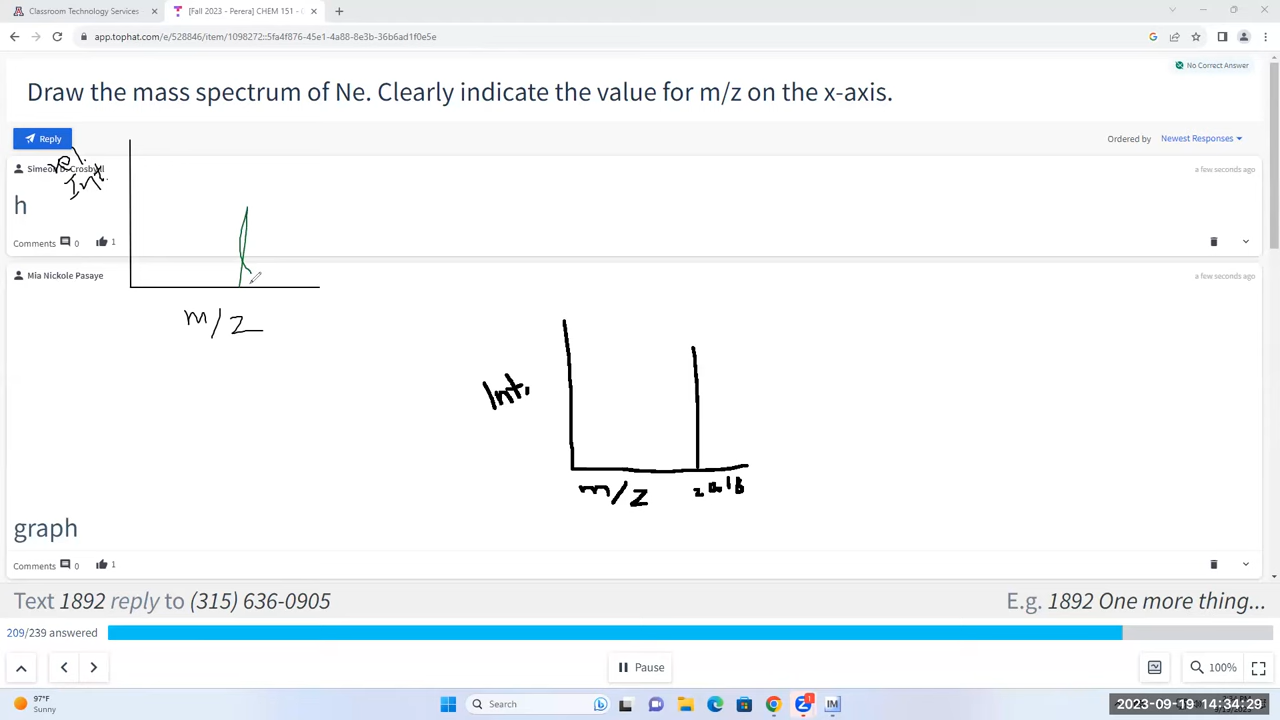 Classroom Technology Services
[Fall 2023 - Perera] CHEM 151 - C
app.tophat.com/e/528846/item/1098272::5fa4f876-45e1-4a88-8e3b-36b6ad1f0e5e
No Correct Answer
Draw the mass spectrum of Ne. Clearly indicate the value for m/z on the x-axis.
Reply
Ordered by Newest Responses
rel.
Int.
a few seconds ago
h
Comments 0 1
Mia Nickole Pasaye
a few seconds ago
m/z
Int.
m/z
graph
Comments 0 1
Text 1892 reply to (315) 636-0905
E.g. 1892 One more thing...
209/239 answered
Pause
100%
97°F
Sunny
Search
2023-09-19 14:34:29